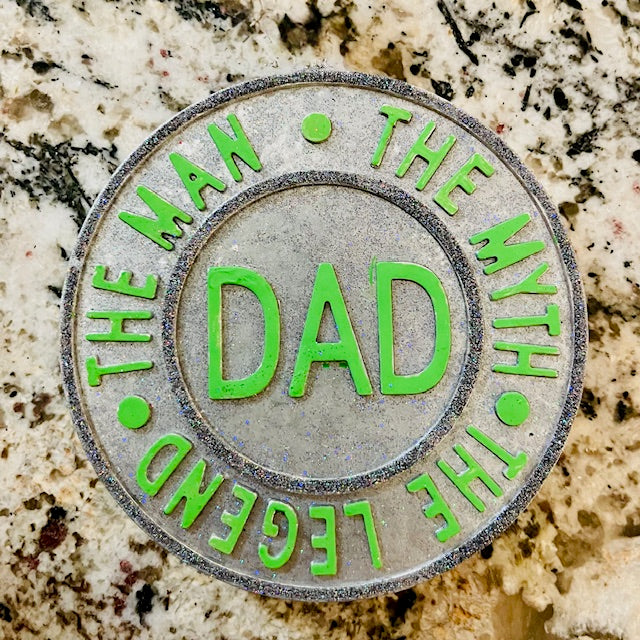 THE MAN
THE MYTH
THE LEGEND
DAD